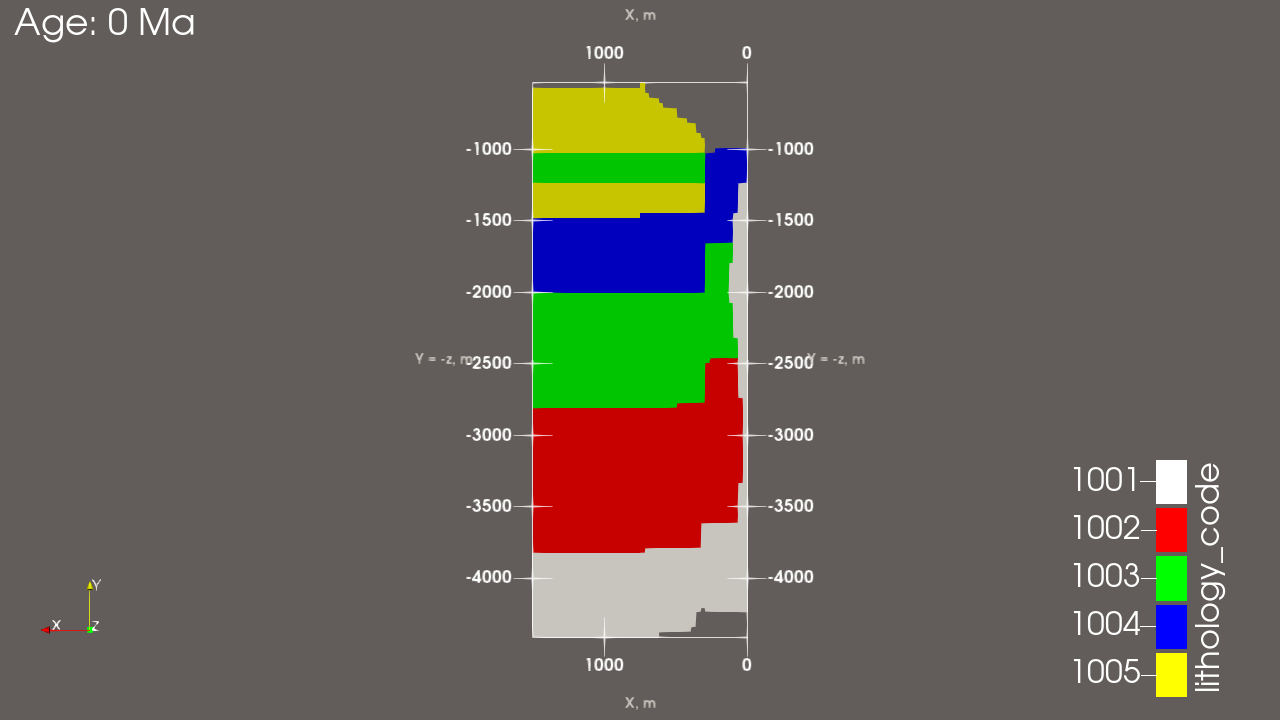 Age: 0 Ma
X, m
1000 0
-1000 -1000
-1500 -1500
-2000 -2000
Y = -z, m -2500 -2500 Y = -z, m
-3000 -3000
-3500 -3500
-4000 -4000
1000 0
X, m
Y
X Z
1001
1002
1003
1004
1005
lithology_code